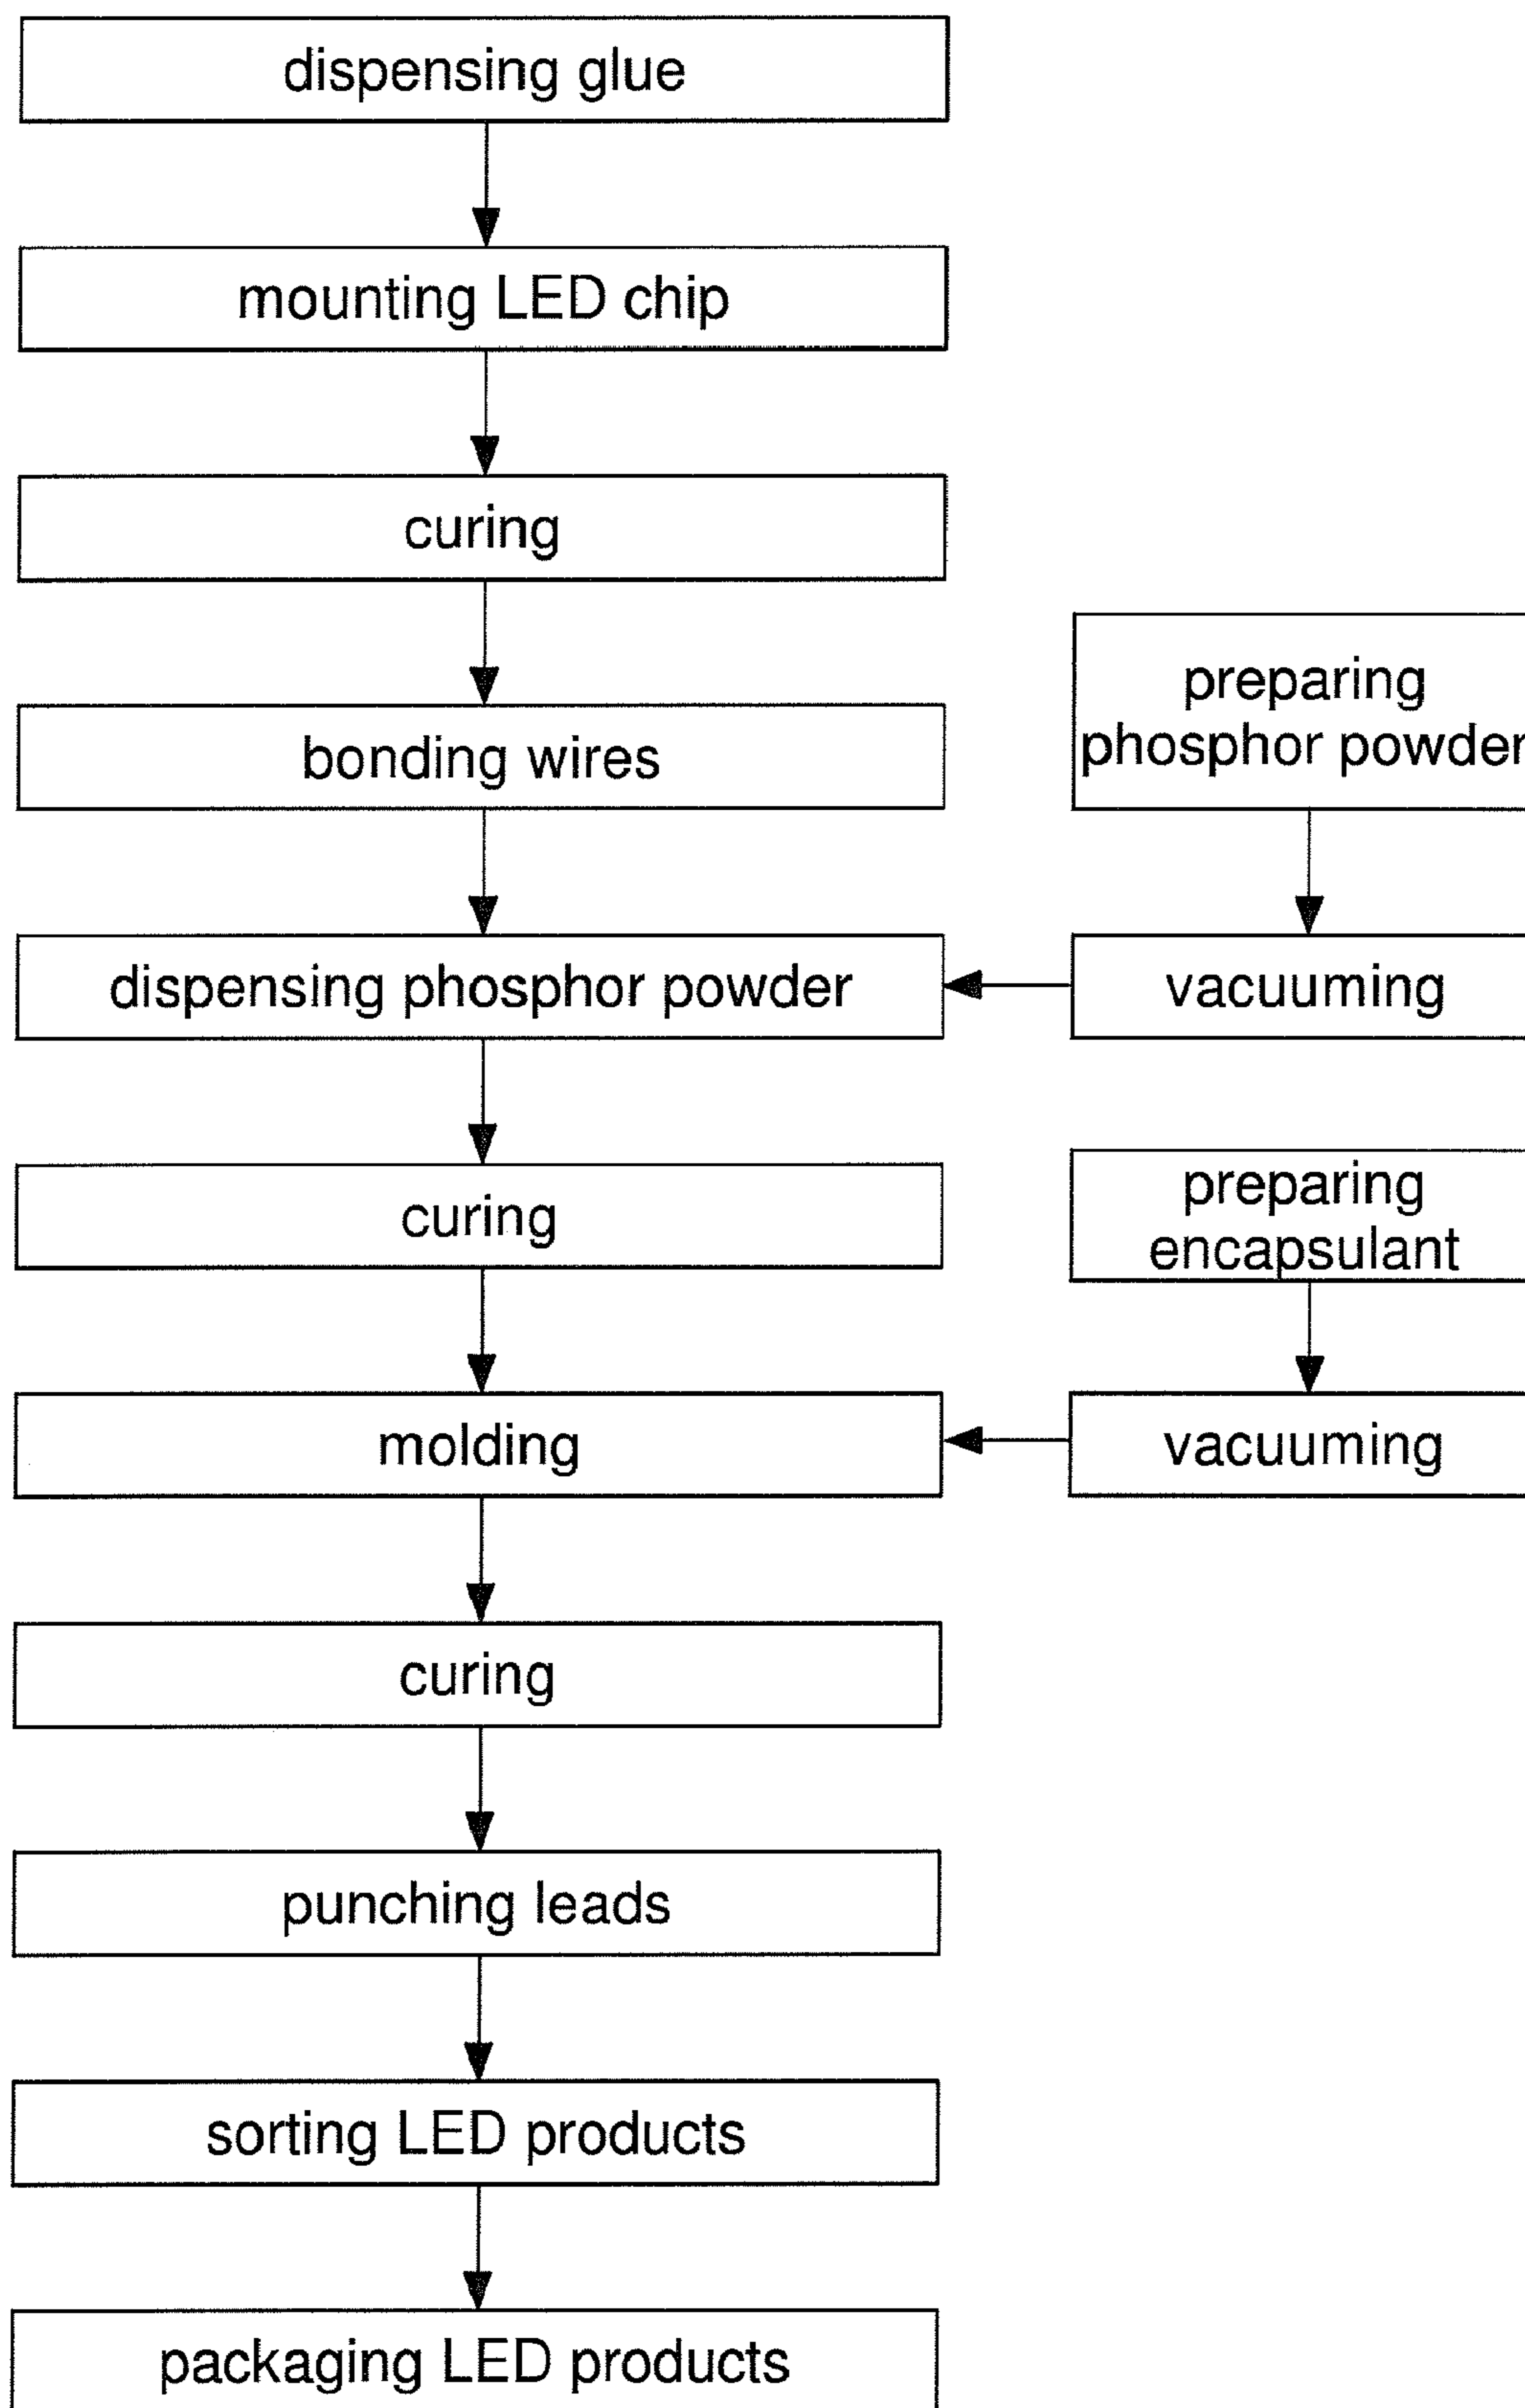 dispensing glue
mounting LED chip
curing
bonding wires
preparing
phosphor powder
dispensing phosphor powder
vacuuming
curing
preparing
encapsulant
molding
vacuuming
curing
punching leads
sorting LED products
packaging LED products